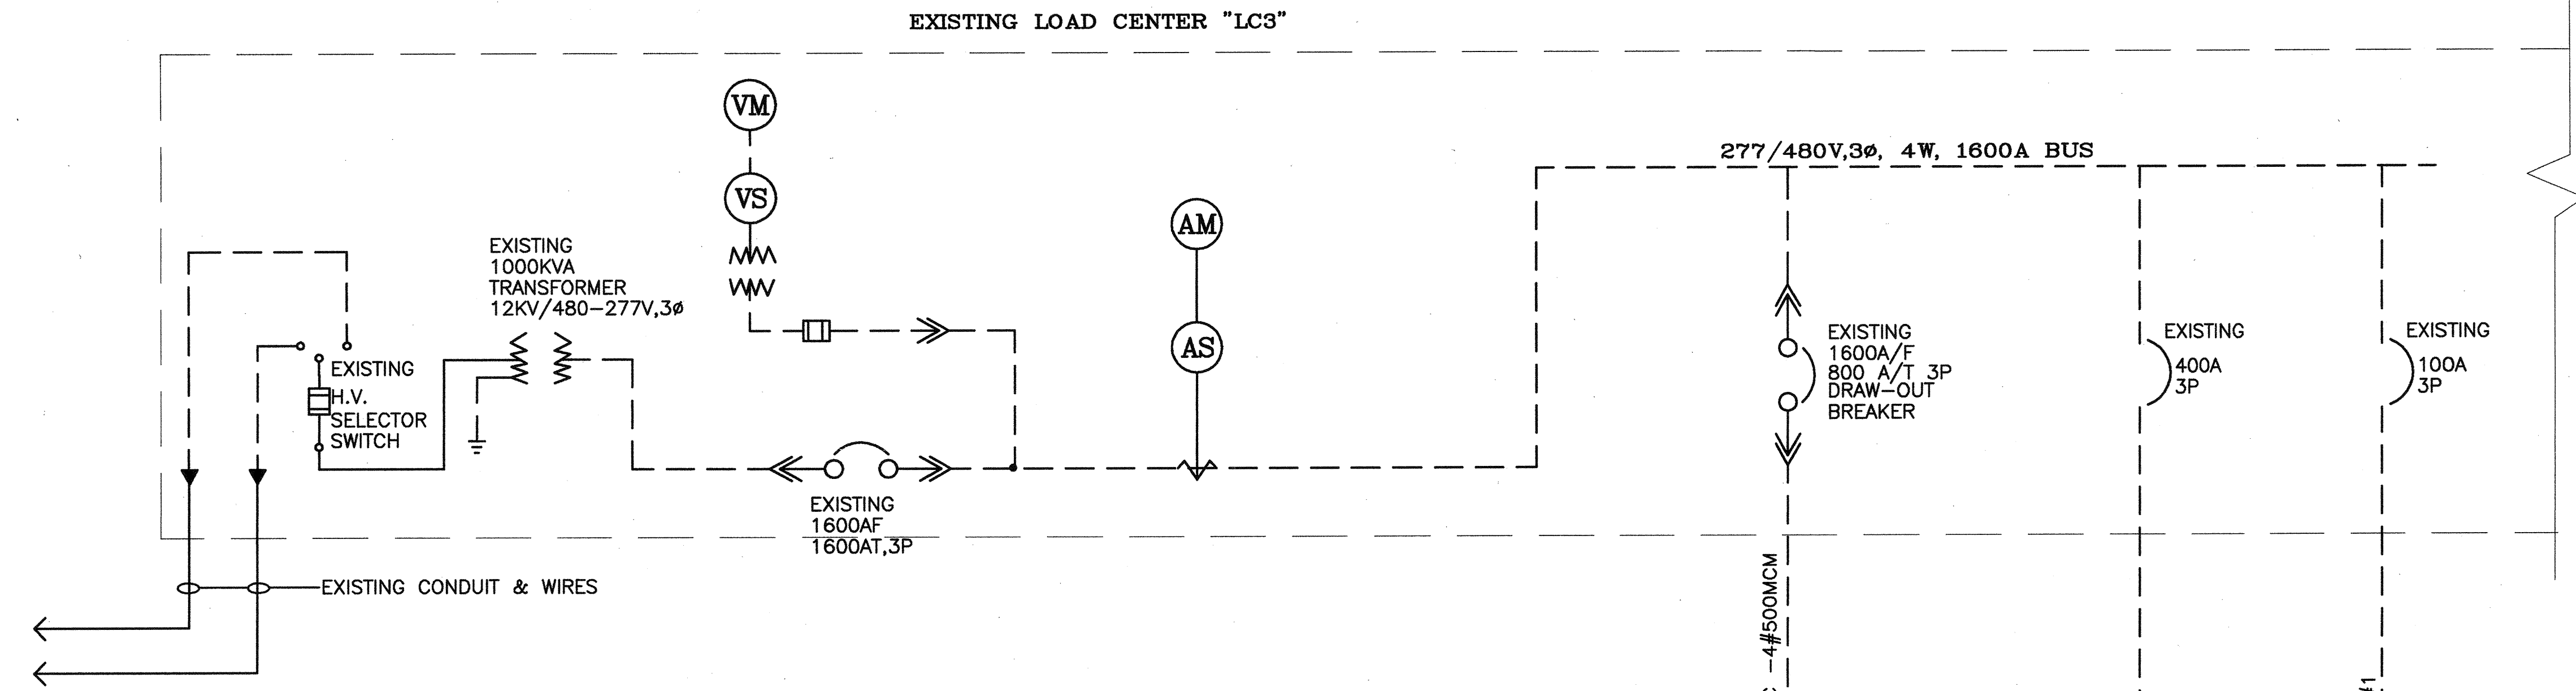 EXISTING LOAD CENTER "LC3"
VM
VS
277/480V,3ø, 4W, 1600A BUS
AM
AS
EXISTING
1000KVA
TRANSFORMER
12KV/480-277V,3ø
EXISTING
H.V.
SELECTOR
SWITCH
EXISTING
1600A/F
800 A/T 3P
DRAW-OUT
BREAKER
EXISTING
400A
3P
EXISTING
100A
3P
EXISTING
1600AF
1600AT,3P
EXISTING CONDUIT & WIRES
-4#500MCM
#1